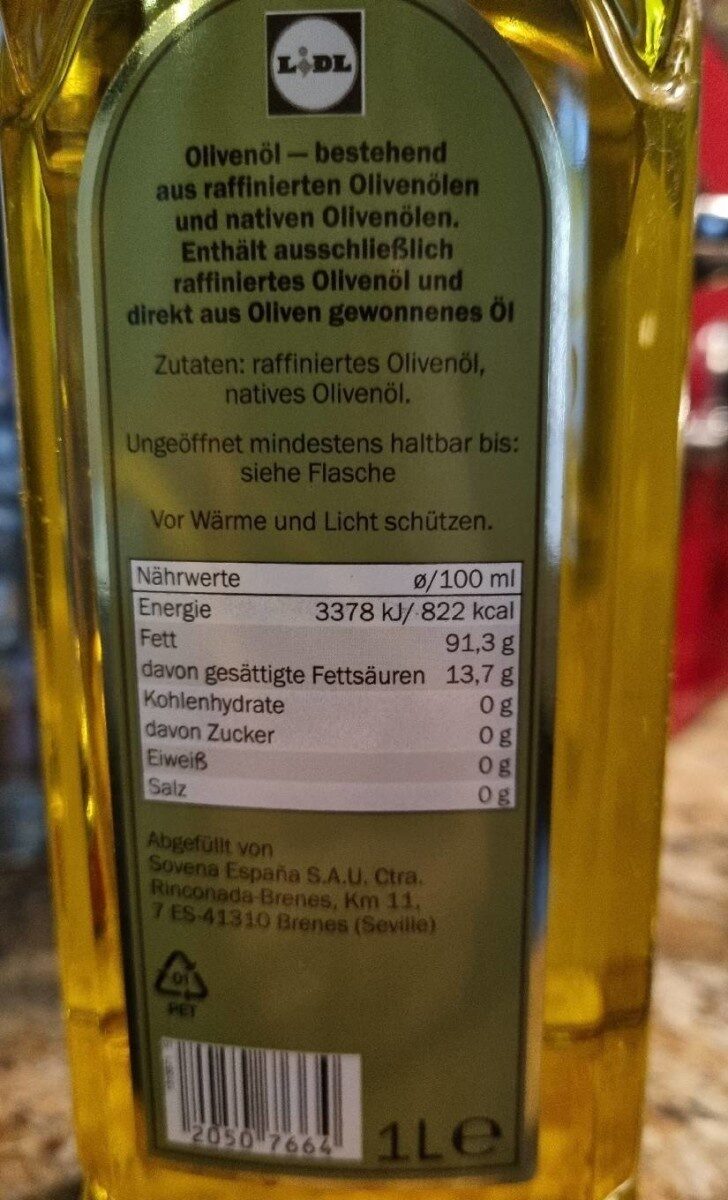 LIDL
Olivenöl — bestehend
aus raffinierten Olivenölen
und nativen Olivenölen.
Enthält ausschließlich
raffiniertes Olivenöl und
direkt aus Oliven gewonnenes Öl
Zutaten: raffiniertes Olivenöl,
natives Olivenöl.
Ungeöffnet mindestens haltbar bis:
siehe Flasche
Vor Wärme und Licht schützen.
Nährwerte ø/100 ml
Energie 3378 kJ/ 822 kcal
Fett 91,3 g
davon gesättigte Fettsäuren 13,7 g
Kohlenhydrate 0 g
davon Zucker 0 g
Eiweiß 0 g
Salz 0 g
Abgefüllt von
Sovena España S.A.U. Ctra.
Rinconada-Brenes, Km 11,
7 ES-41310 Brenes (Seville)
01
PET
2050 7664
1L e